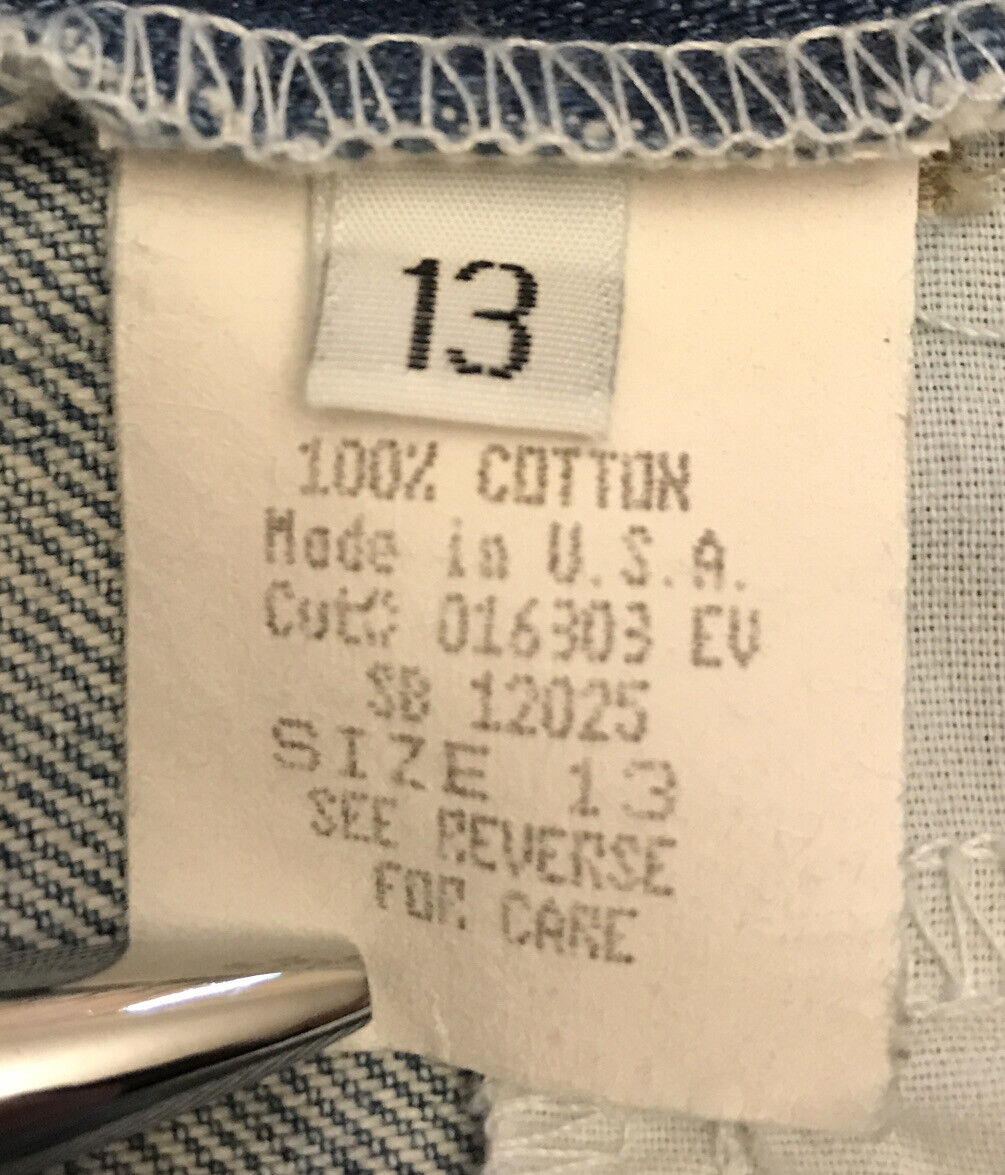 13
100% COTTON
Made in U.S.A.
Cut# 016303 EV
SB 12025
SIZE 13
SEE REVERSE
FOR CARE